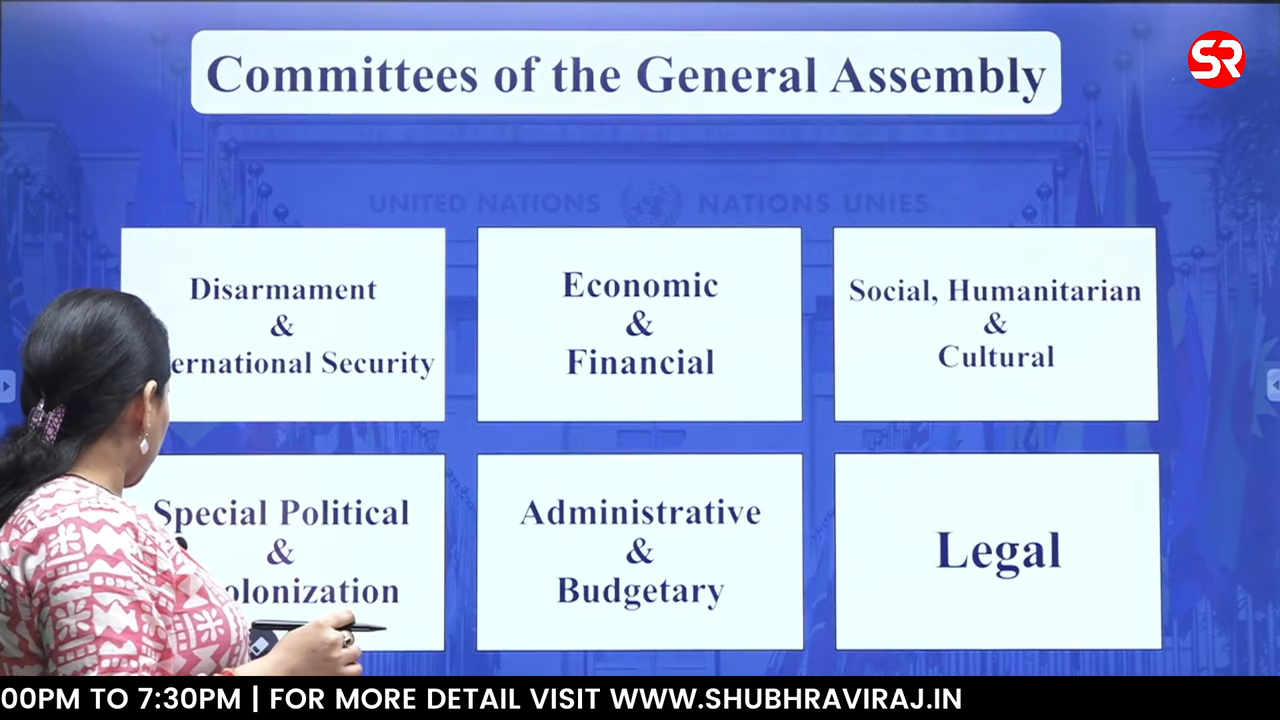 Committees of the General Assembly
SR
UNITED NATIONS NATIONS UNIES
Disarmament
&
ernational Security
Economic
&
Financial
Social, Humanitarian
&
Cultural
Special Political
&
olonization
Administrative
&
Budgetary
Legal
00PM TO 7:30PM | FOR MORE DETAIL VISIT WWW.SHUBHRAVIRAJ.IN